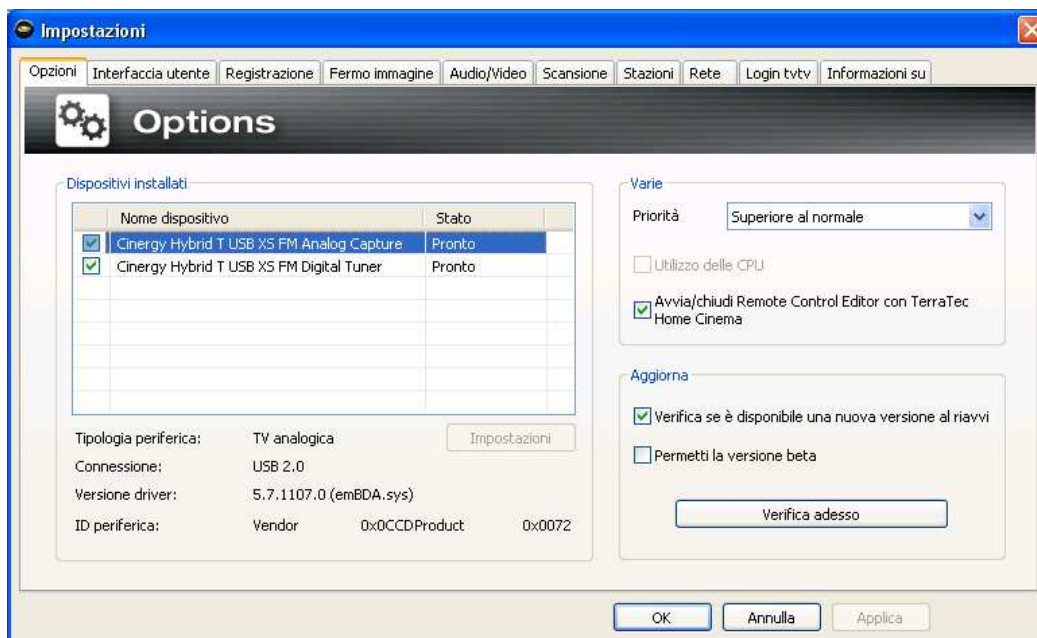 Impostazioni
Opzioni Interfaccia utente Registrazione Fermo immagine Audio/Video Scansione Stazioni Rete Login tvtv Informazioni su
Options
Dispositivi installati
Nome dispositivo Stato
Cinergy Hybrid T USB XS FM Analog Capture Pronto
Cinergy Hybrid T USB XS FM Digital Tuner Pronto
Tipologia periferica: TV analogica Impostazioni
Connessione: USB 2.0
Versione driver: 5.7.1107.0 (emBDA.sys)
ID periferica: Vendor 0x0CCDProduct 0x0072
Varie
Priorità Superiore al normale
Utilizzo delle CPU
Avvia/chiudi Remote Control Editor con TerraTec
Home Cinema
Aggiorna
Verifica se è disponibile una nuova versione al riavvi
Permetti la versione beta
Verifica adesso
OK Annulla Applica